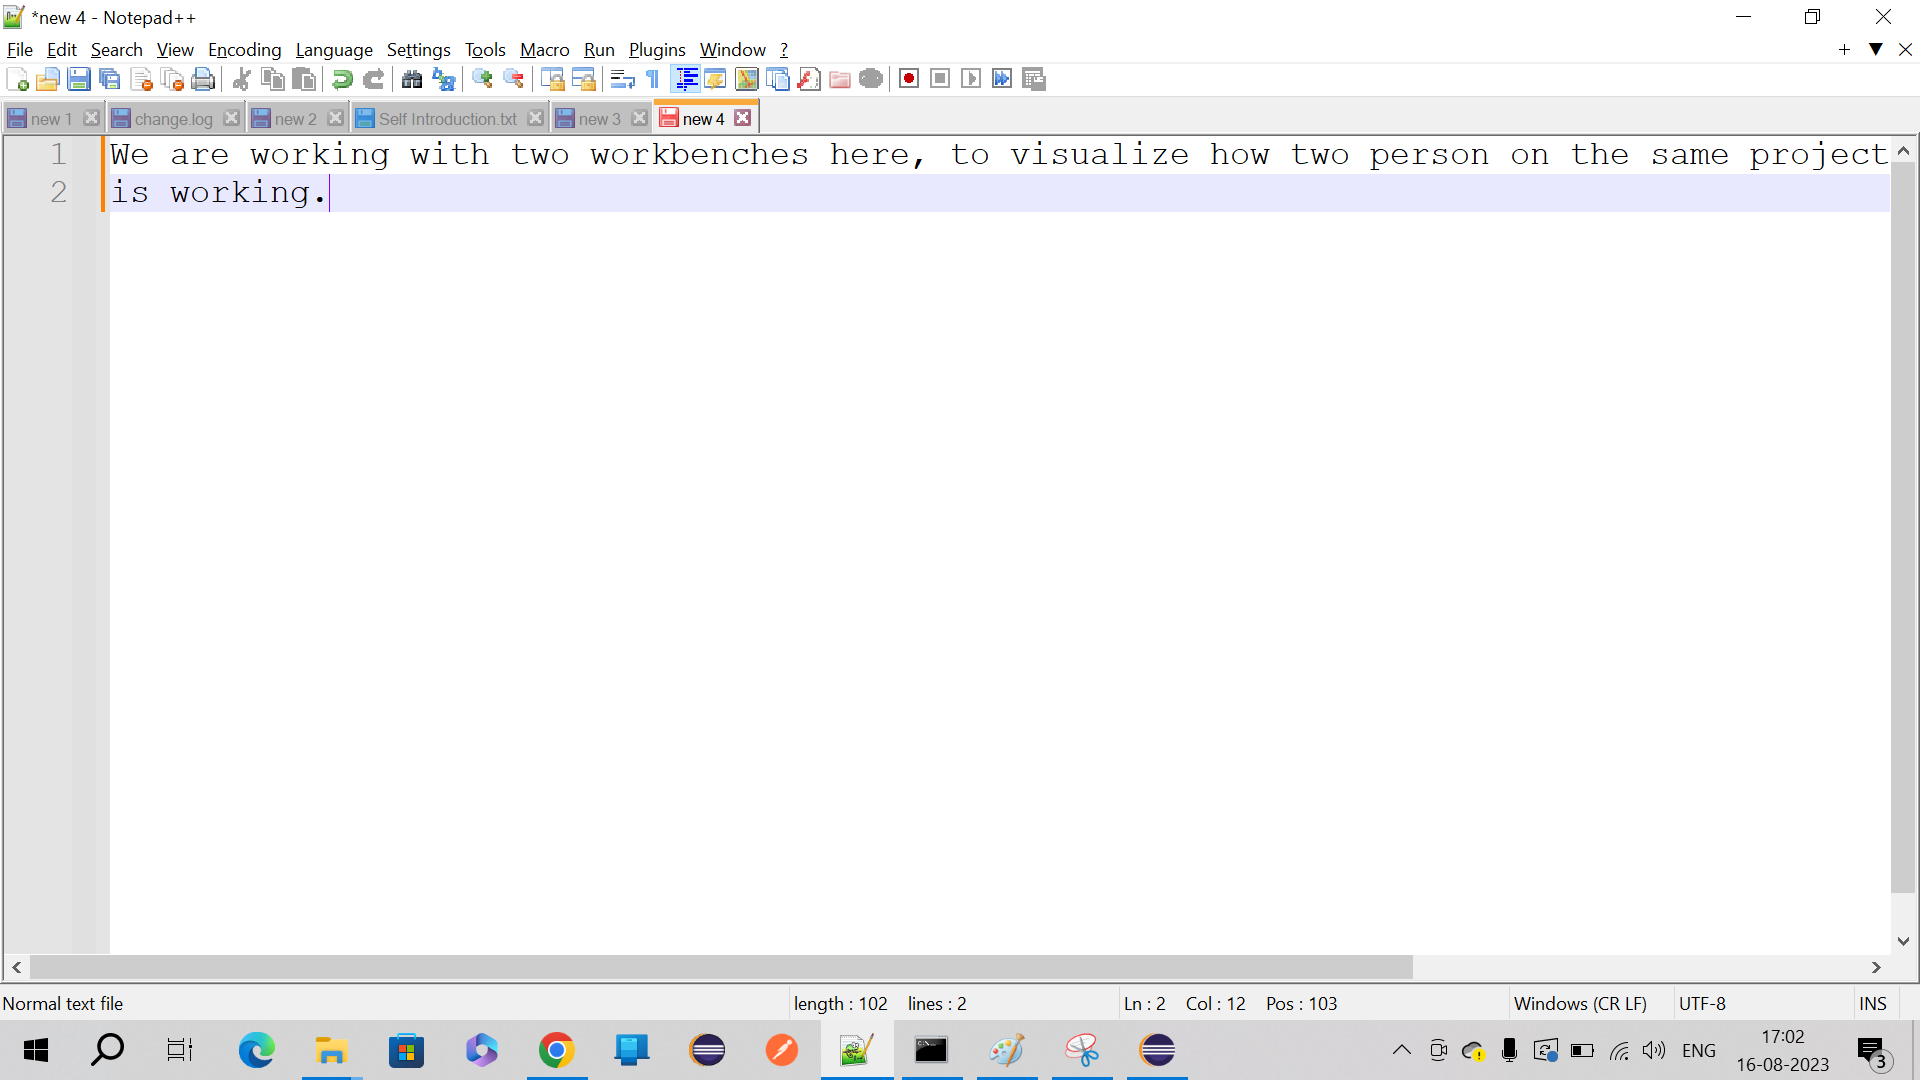 *new 4 - Notepad++
File Edit Search View Encoding Language Settings Tools Macro Run Plugins Window ?
new 1 change.log new 2 Self Introduction.txt new 3 new 4
1 We are working with two workbenches here, to visualize how two person on the same project
2 is working.
Normal text file length : 102 lines : 2 Ln : 2 Col : 12 Pos : 103 Windows (CR LF) UTF-8 INS
ENG 17:02
16-08-2023 3